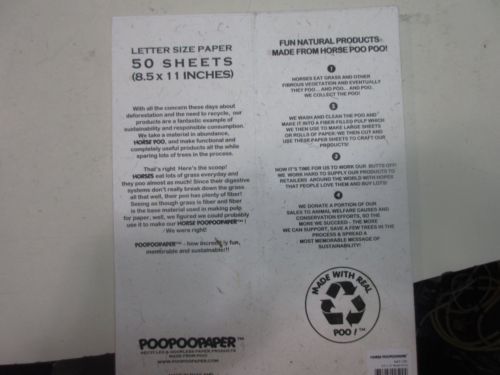 LETTER SIZE PAPER
50 SHEETS
(8.5 x 11 INCHES)
With all the concern these days about
deforestation and the need to recycle, our
products are a fantastic example of
sustainability and responsible consumption.
We take a material in abundance,
HORSE POO, and make functional and
completely useful products all the while
sparing lots of trees in the process.
That's right Here's the scoop!
HORSES eat lots of grass everyday and
they poo almost as much! Since their digestive
systems don't really break down the grass
all that well, their poo has plenty of fiber!
Seeing as though grass is fiber and fiber
is the base material used in making pulp
for paper, well, we figured we could probably
use it to make our HORSE POOPOOPAPER™ !
- We were right!
POOPOOPAPER™ - how incredibly fun,
memorable and sustainable!!!
POOPOOPAPER™
RECYCLED & ODORLESS PAPER PRODUCTS
MADE FROM POO
FUN NATURAL PRODUCTS
MADE FROM HORSE POO POO!
1
HORSES EAT GRASS AND OTHER
FIBROUS VEGETATION AND EVENTUALLY
THEY POO... AND POO... AND POO..
WE COLLECT THE POO!
2
WE WASH AND CLEAN THE POO AND
MAKE IT INTO A FIBER-FILLED PULP WHICH
WE THEN USE TO MAKE LARGE SHEETS
OR ROLLS OF PAPER. WE THEN CUT AND
USE THESE PAPER SHEETS TO CRAFT OUR
PRODUCTS!
3
NOW IT'S TIME FOR US TO WORK OUR BUTTS OFF!
WE WORK HARD TO SUPPLY OUR PRODUCTS TO
RETAILERS AROUND THE WORLD WITH HOPES
THAT PEOPLE LOVE THEM AND BUY LOTS!
4
WE DONATE A PORTION OF OUR
SALES TO ANIMAL WELFARE CAUSES AND
CONSERVATION EFFORTS, SO THE
MORE WE SUCCEED - THE MORE
WE CAN SUPPORT, SAVE A FEW TREES IN THE
PROCESS & SPREAD A
MOST MEMORABLE MESSAGE OF
SUSTAINABILITY!
MADE WITH REAL
POO !™